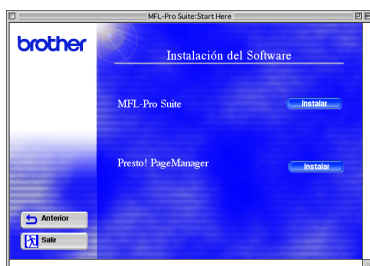 MFL-Pro Suite:Start Here
brother
Instalación del Software
MFL-Pro Suite
Instalar
Presto! PageManager
Instalar
Anterior
Salir